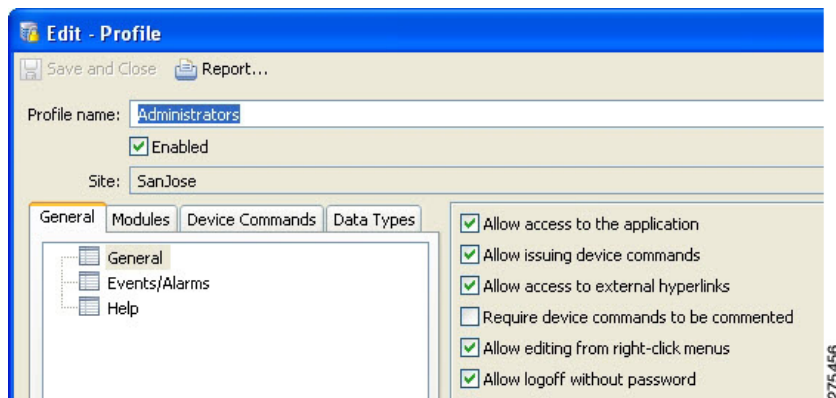 Edit - Profile
Save and Close Report...
Profile name: Administrators
Enabled
Site: SanJose
General Modules Device Commands Data Types
General
Events/Alarms
Help
Allow access to the application
Allow issuing device commands
Allow access to external hyperlinks
Require device commands to be commented
Allow editing from right-click menus
Allow logoff without password
275456